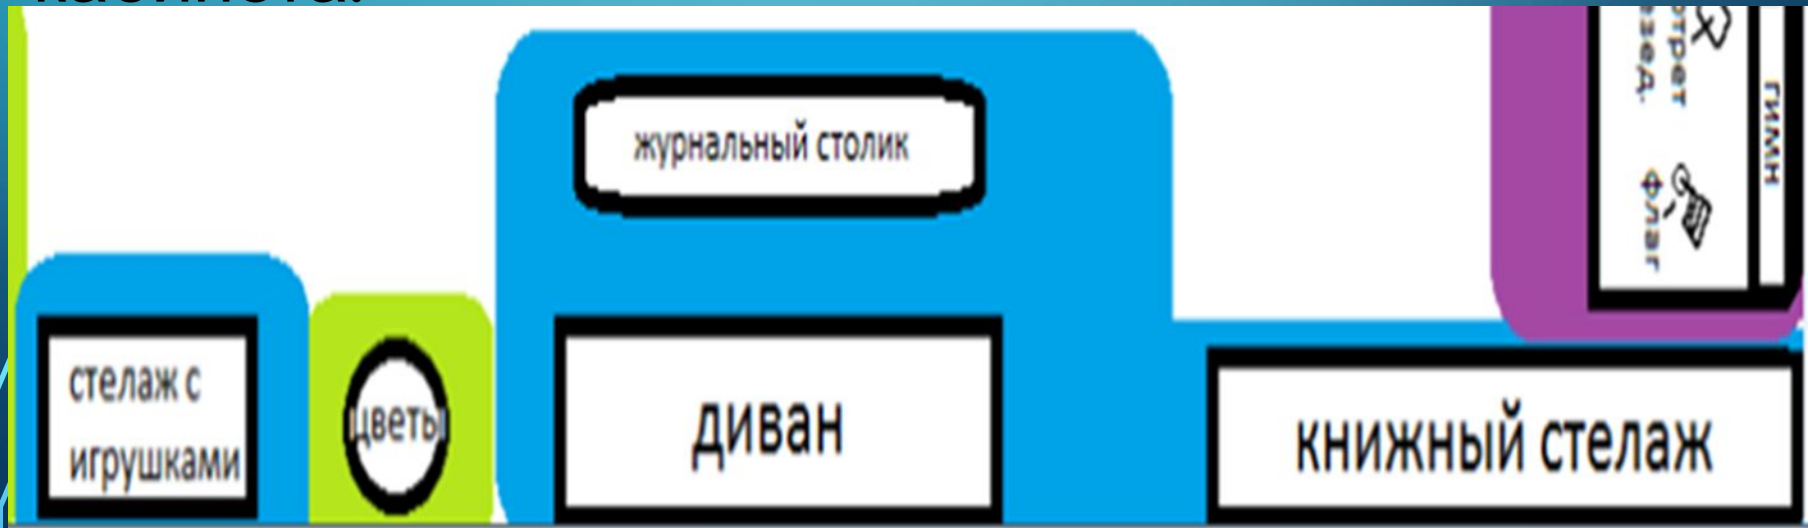 журнальный столик
гимн
Флаг
стелаж с
игрушками
цветы
диван
книжный стелаж